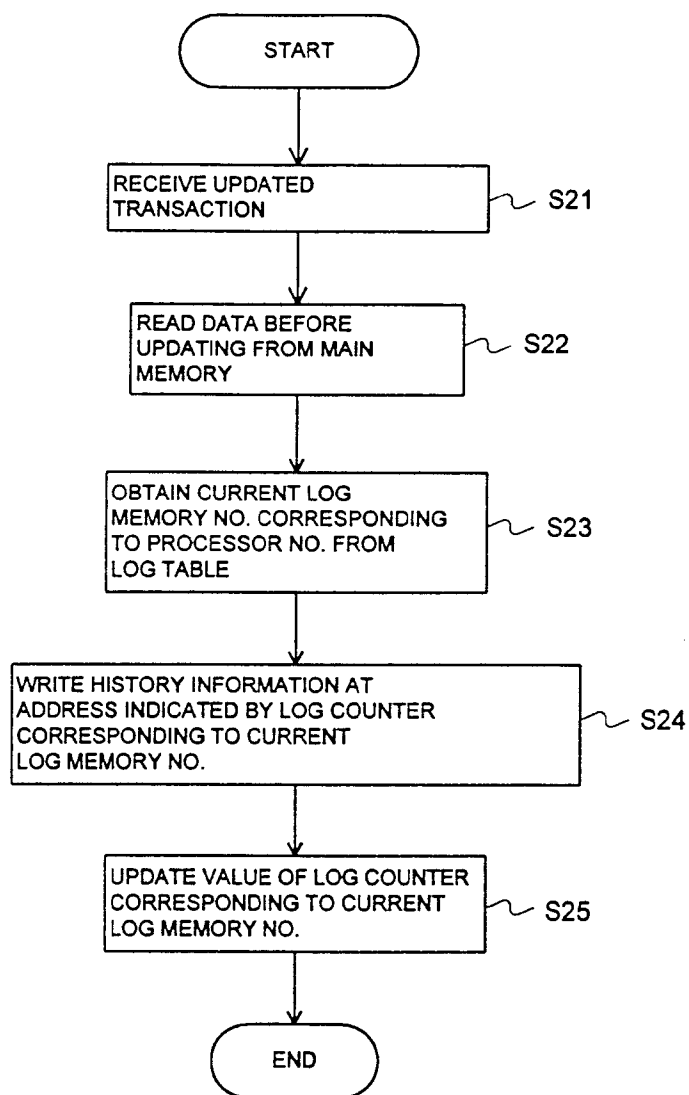 START
RECEIVE UPDATED
TRANSACTION
S21
READ DATA BEFORE
UPDATING FROM MAIN
MEMORY
S22
OBTAIN CURRENT LOG
MEMORY NO. CORRESPONDING
TO PROCESSOR NO. FROM
LOG TABLE
S23
WRITE HISTORY INFORMATION AT
ADDRESS INDICATED BY LOG COUNTER
CORRESPONDING TO CURRENT
LOG MEMORY NO.
S24
UPDATE VALUE OF LOG COUNTER
CORRESPONDING TO CURRENT
LOG MEMORY NO.
S25
END